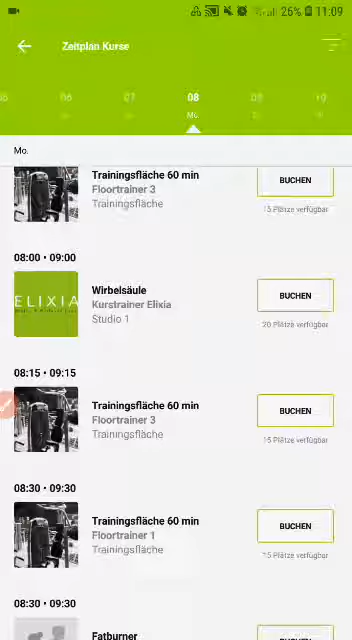 26% 11:09
Zeitplan Kurse
06 07 08 09 10
Mo.
Mo.
Trainingsfläche 60 min
Floortrainer 3
Trainingsfläche
BUCHEN
15 Plätze verfügbar
08:00 • 09:00
ELIXIA
Wirbelsäule
Kurstrainer Elixia
Studio 1
BUCHEN
20 Plätze verfügbar
08:15 • 09:15
Trainingsfläche 60 min
Floortrainer 3
Trainingsfläche
BUCHEN
15 Plätze verfügbar
08:30 • 09:30
Trainingsfläche 60 min
Floortrainer 1
Trainingsfläche
BUCHEN
15 Plätze verfügbar
08:30 • 09:30
Fatburner
BUCHEN